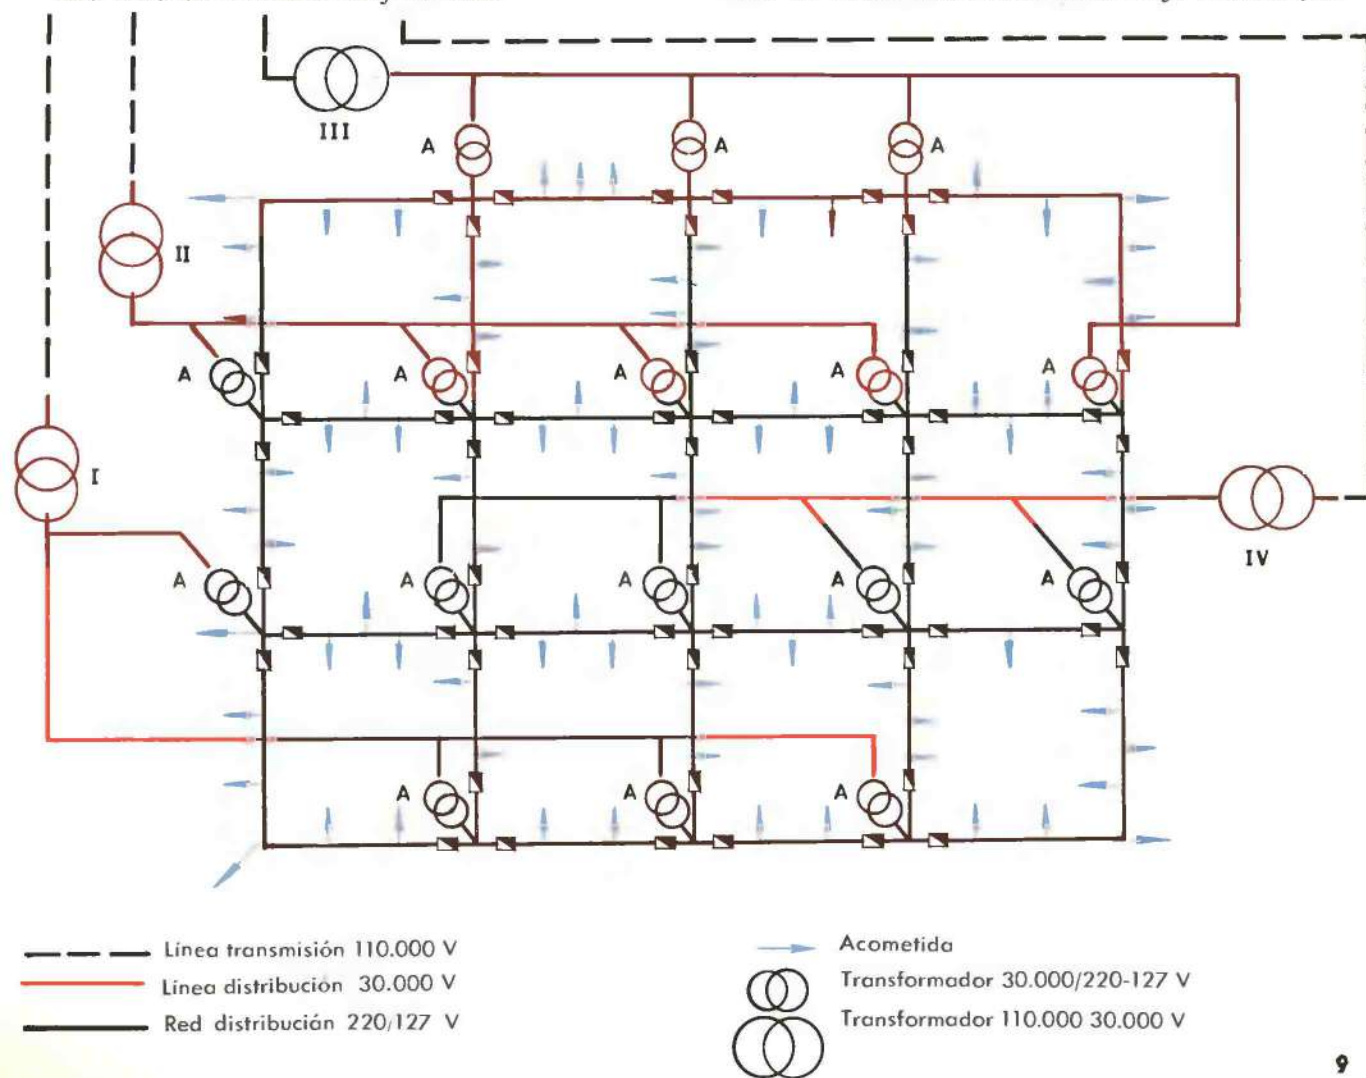 III
A
A
A
II
A
A
A
A
A
I
A
A
A
A
A
IV
A
A
A
Línea transmisión 110.000 V
Línea distribución 30.000 V
Red distribución 220/127 V
Acometida
Transformador 30.000/220-127 V
Transformador 110.000 30.000 V
9